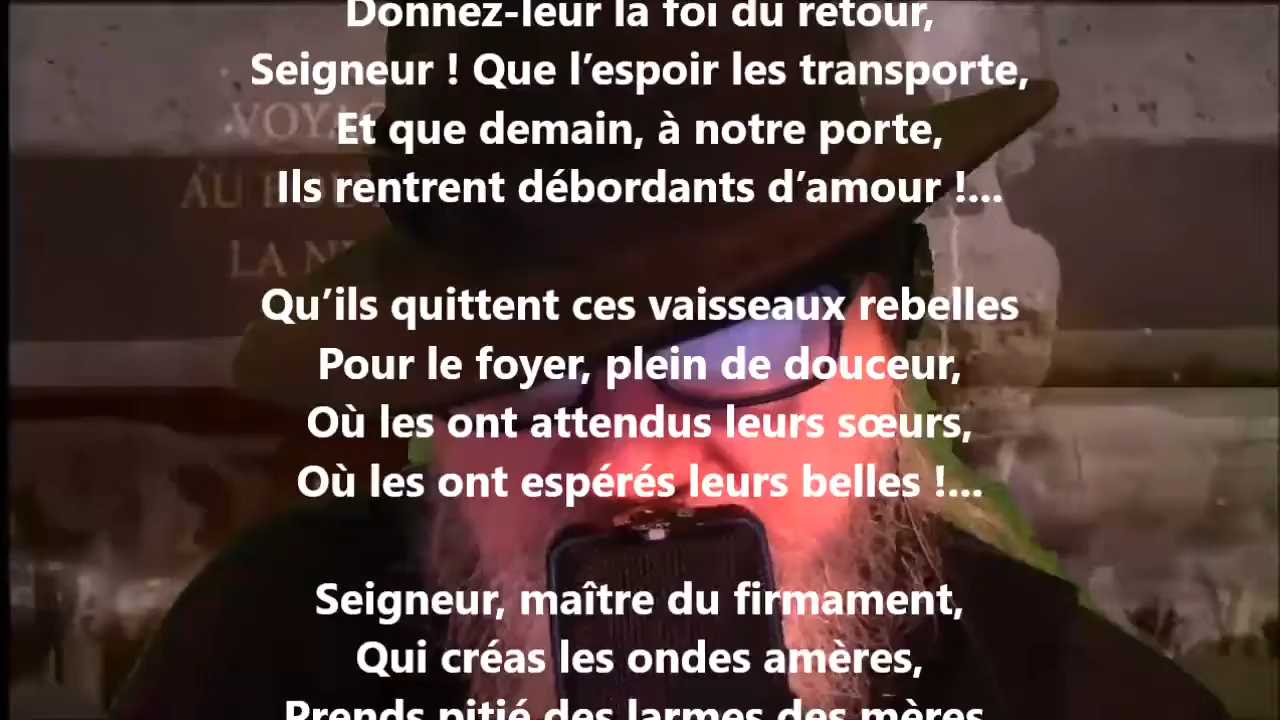 Donnez-leur la foi du retour,
Seigneur ! Que l’espoir les transporte,
Et que demain, à notre porte,
Ils rentrent débordants d’amour !...
Qu’ils quittent ces vaisseaux rebelles
Pour le foyer, plein de douceur,
Où les ont attendus leurs sœurs,
Où les ont espérés leurs belles !...
Seigneur, maître du firmament,
Qui créas les ondes amères,
Prends pitié des larmes des mères
LA